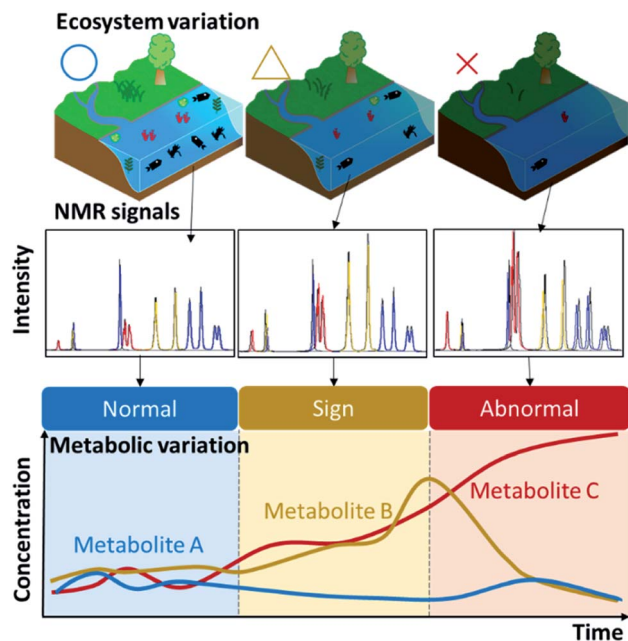 Ecosystem variation
NMR signals
Intensity
Normal
Sign
Abnormal
Metabolic variation
Concentration
Metabolite A
Metabolite B
Metabolite C
Time